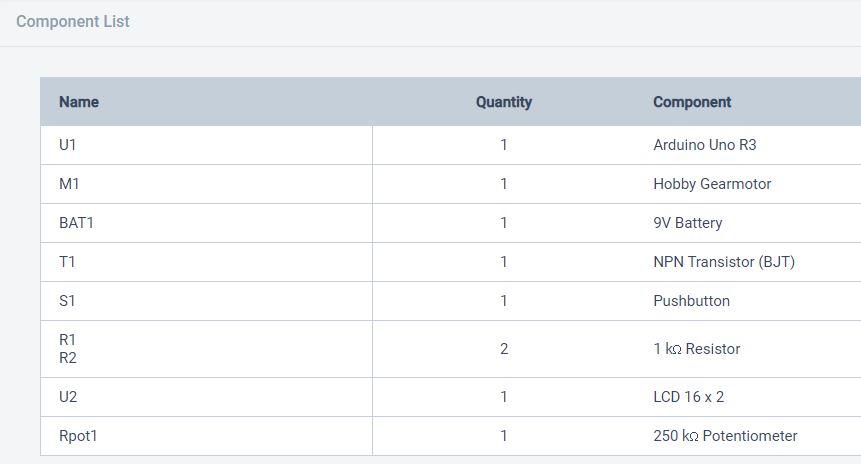 Component List
Name Quantity Component
U1 1 Arduino Uno R3
M1 1 Hobby Gearmotor
BAT1 1 9V Battery
T1 1 NPN Transistor (BJT)
S1 1 Pushbutton
R1
R2 2 1 kΩ Resistor
U2 1 LCD 16 x 2
Rpot1 1 250 kΩ Potentiometer